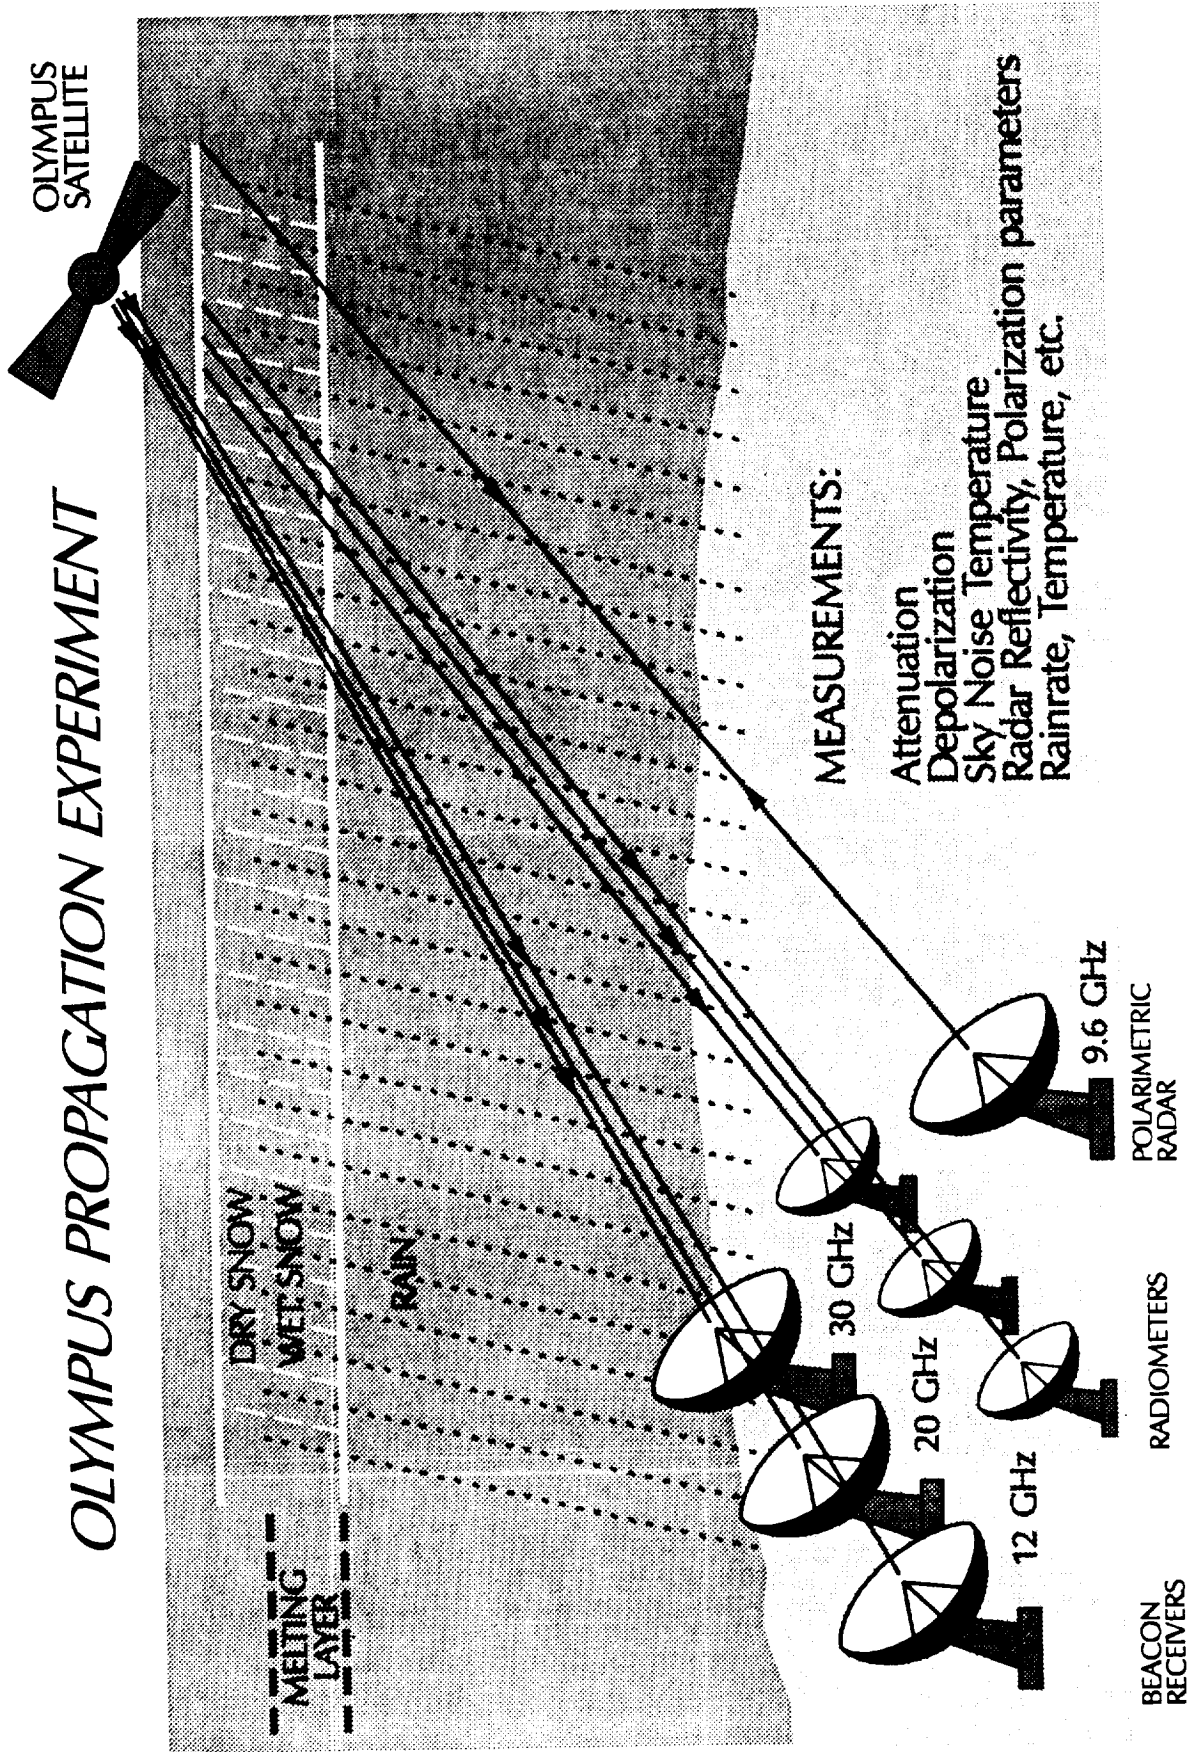 OLYMPUS PROPAGATION EXPERIMENT
OLYMPUS
SATELLITE
DRY SNOW
WET SNOW
MELTING
LAYER
RAIN
MEASUREMENTS:
Attenuation
Depolarization
Sky Noise Temperature
Radar Reflectivity, Polarization parameters
Rainrate, Temperature, etc.
30 GHz
20 GHz
12 GHz
9.6 GHz
BEACON
RECEIVERS
RADIOMETERS
POLARIMETRIC
RADAR